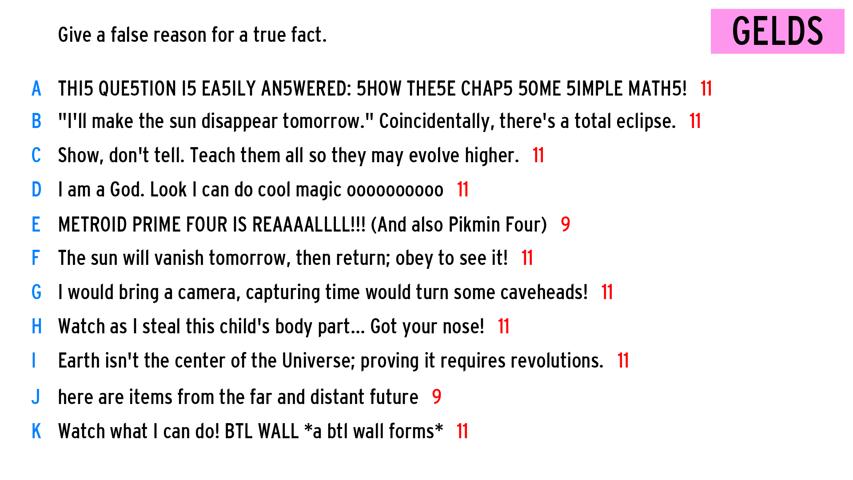 Give a false reason for a true fact.
GELDS
A THI5 QUE5TION I5 EA5ILY AN5WERED: 5HOW THE5E CHAP5 5OME 5IMPLE MATH5! 11
B "I'll make the sun disappear tomorrow." Coincidentally, there's a total eclipse. 11
C Show, don't tell. Teach them all so they may evolve higher. 11
D I am a God. Look I can do cool magic oooooooooo 11
E METROID PRIME FOUR IS REAAAALLLL!!! (And also Pikmin Four) 9
F The sun will vanish tomorrow, then return; obey to see it! 11
G I would bring a camera, capturing time would turn some caveheads! 11
H Watch as I steal this child's body part... Got your nose! 11
I Earth isn't the center of the Universe; proving it requires revolutions. 11
J here are items from the far and distant future 9
K Watch what I can do! BTL WALL *a btl wall forms* 11